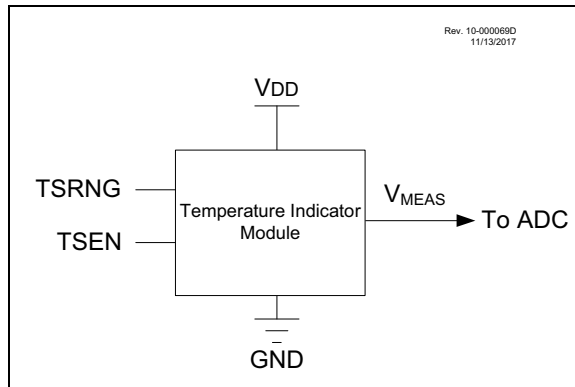 Rev. 10-000069D
11/13/2017
VDD
TSRNG
TSEN
Temperature Indicator
Module
VMEAS
To ADC
GND